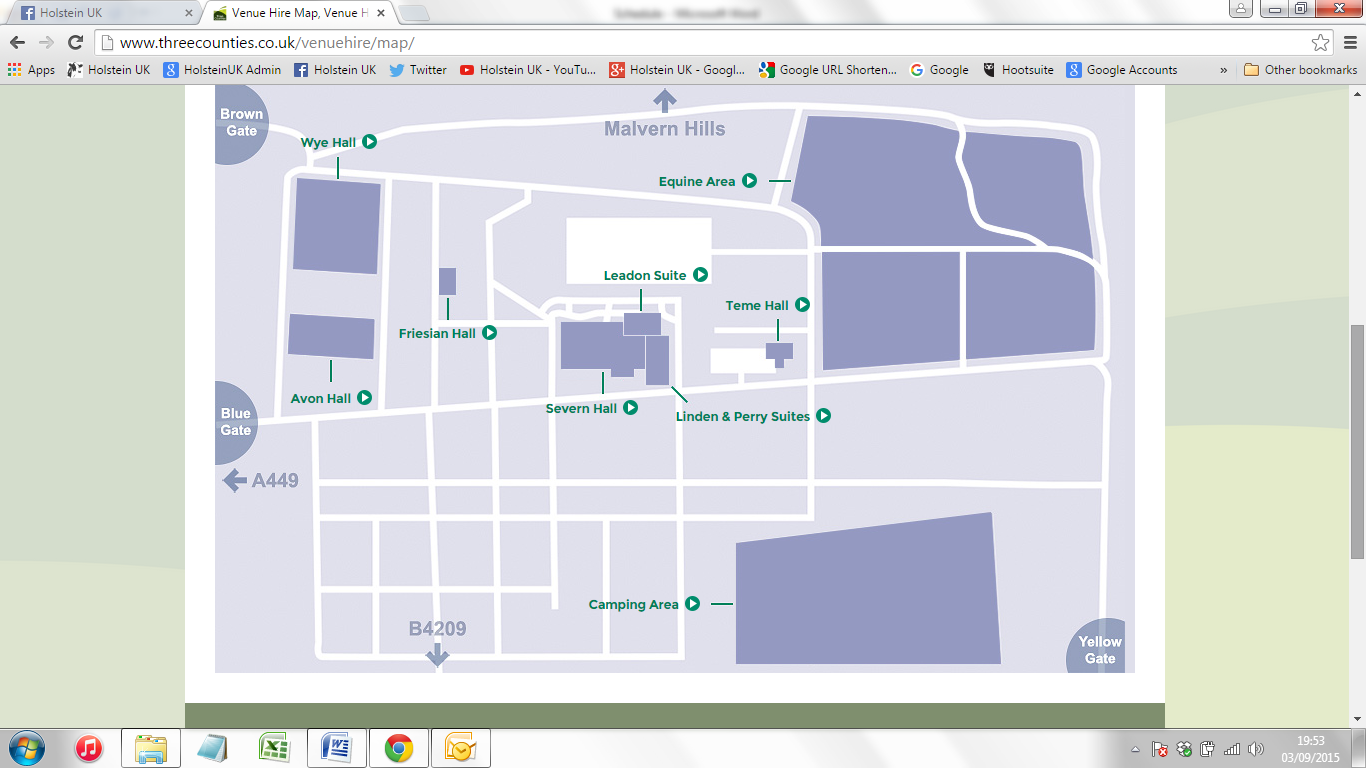 Holstein UK
Venue Hire Map, Venue H
Schedule - Microsoft Word
www.threecounties.co.uk/venuehire/map/
Apps
Holstein UK
HolsteinUK Admin
Holstein UK
Twitter
Holstein UK - YouTu...
Holstein UK - Googl...
Google URL Shorten...
Google
Hootsuite
Google Accounts
»
Other bookmarks
Brown
Gate
Malvern Hills
Wye Hall
Equine Area
Leadon Suite
Teme Hall
Friesian Hall
Avon Hall
Severn Hall
Linden & Perry Suites
Blue
Gate
A449
Camping Area
B4209
Yellow
Gate
19:53
03/09/2015